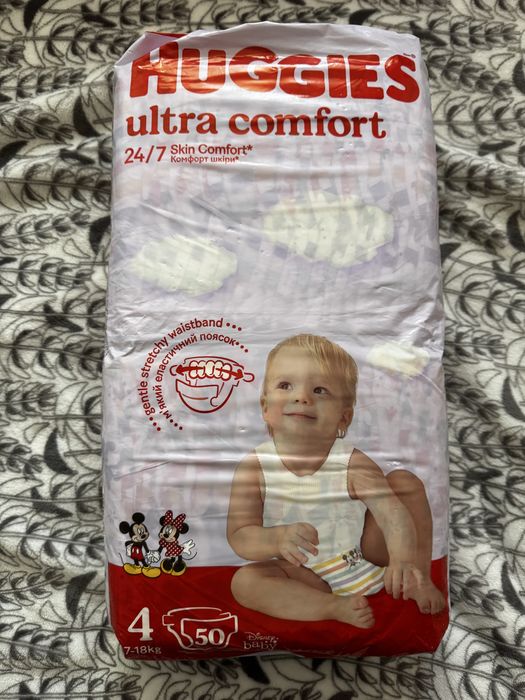 HUGGIES
ultra comfort
24/7 Skin Comfort*
Комфорт шкіри*
gentle stretchy waistband
м'який еластичний поясок
4
7-18kg
50
Disney
baby